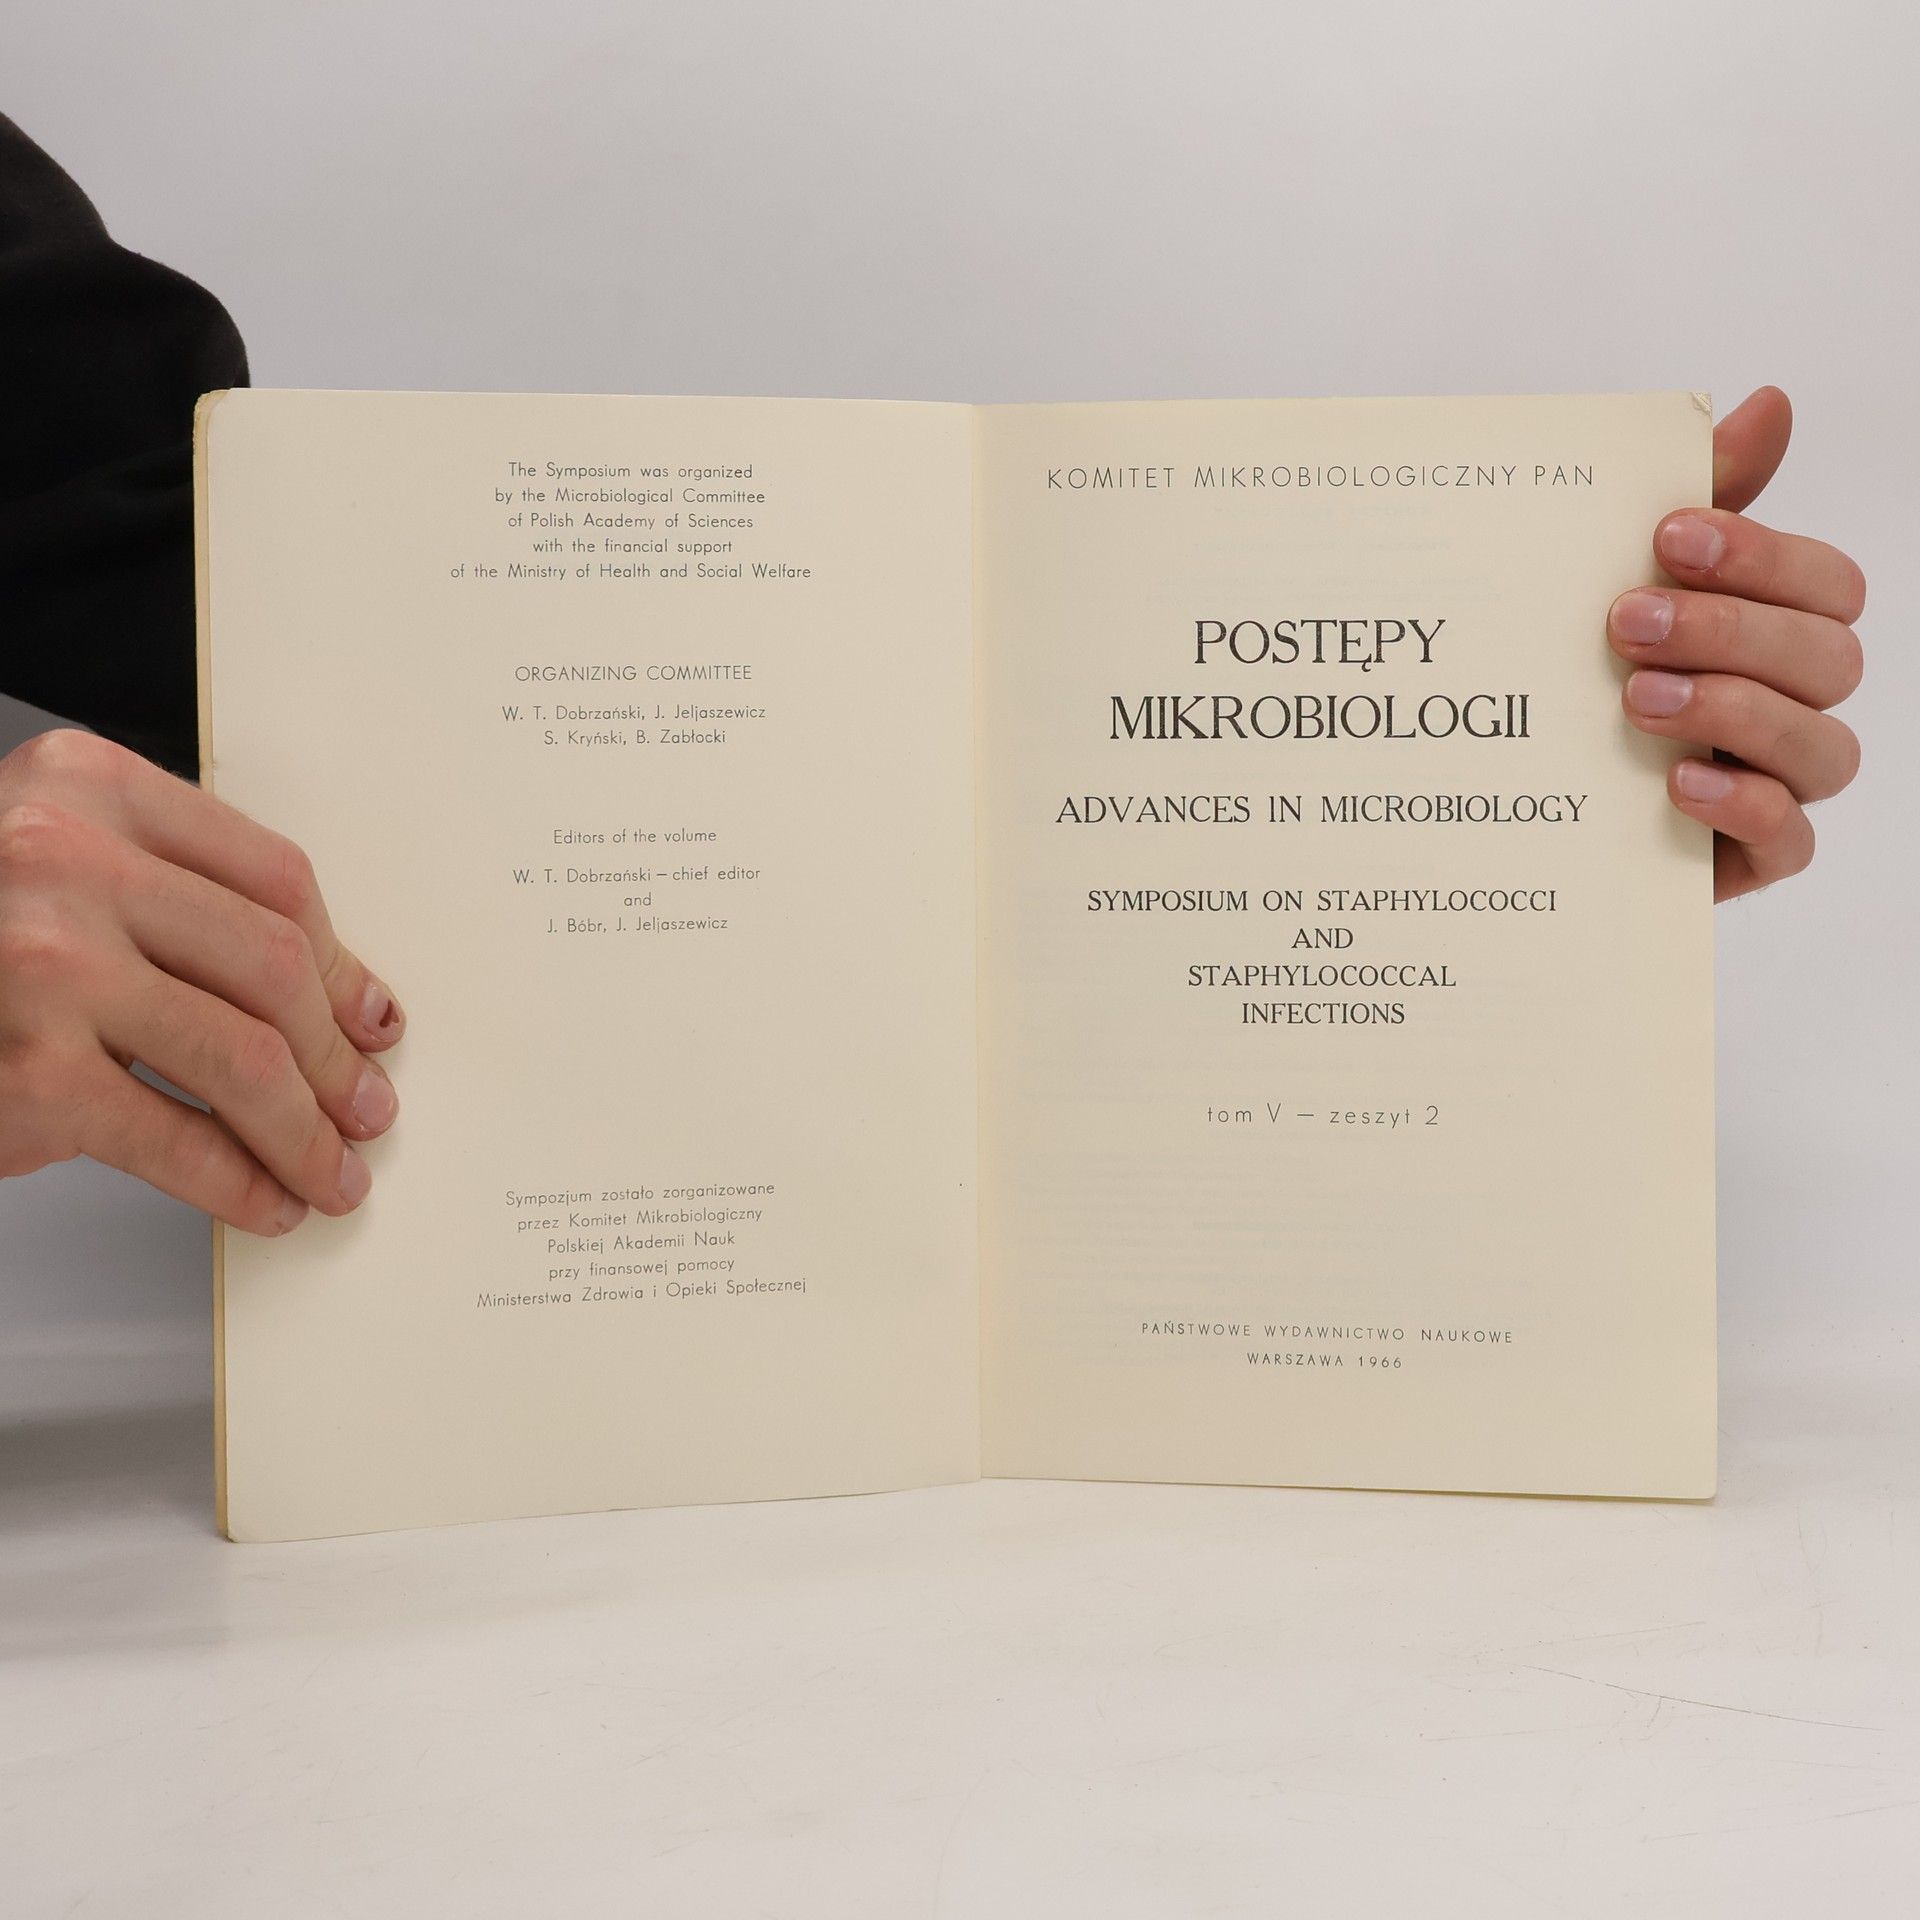 The Symposium was organized
by the Microbiological Committee
of Polish Academy of Sciences
with the financial support
of the Ministry of Health and Social Welfare
ORGANIZING COMMITTEE
W. T. Dobrzański, J. Jeljaszewicz
S. Kryński, B. Zabłocki
Editors of the volume
W. T. Dobrzański – chief editor
and
J. Bóbr, J. Jeljaszewicz
Sympozjum zostało zorganizowane
przez Komitet Mikrobiologiczny
Polskiej Akademii Nauk
przy finansowej pomocy
Ministerstwa Zdrowia i Opieki Społecznej
KOMITET MIKROBIOLOGICZNY PAN
POSTĘPY
MIKROBIOLOGII
ADVANCES IN MICROBIOLOGY
SYMPOSIUM ON STAPHYLOCOCCI
AND
STAPHYLOCOCCAL
INFECTIONS
tom V – zeszyt 2
PAŃSTWOWE WYDAWNICTWO NAUKOWE
WARSZAWA 1966